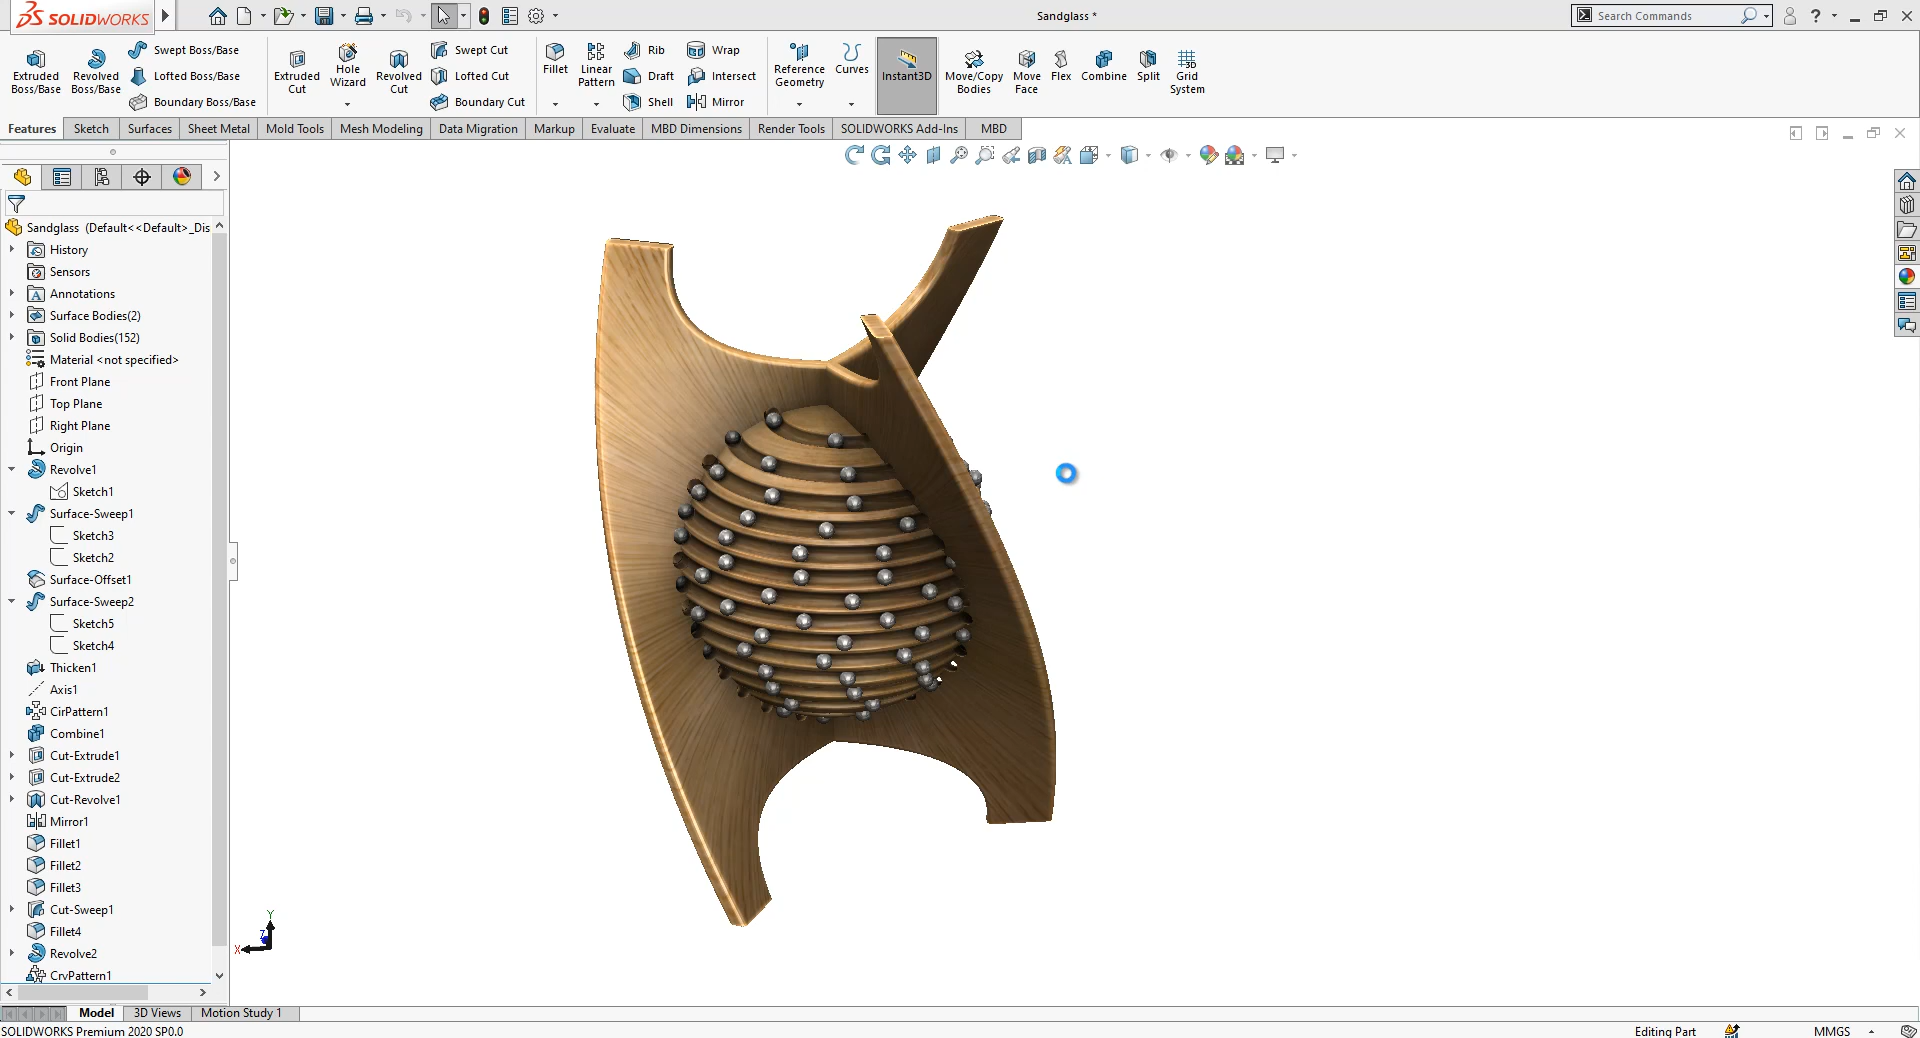 SOLIDWORKS
Sandglass *
Search Commands
?
Extruded Boss/Base
Revolved Boss/Base
Swept Boss/Base
Lofted Boss/Base
Boundary Boss/Base
Extruded Cut
Hole Wizard
Revolved Cut
Swept Cut
Lofted Cut
Boundary Cut
Fillet
Linear Pattern
Rib
Draft
Shell
Wrap
Intersect
Mirror
Reference Geometry
Curves
Instant3D
Move/Copy Bodies
Move Face
Flex
Combine
Split
3D
Grid System
Features
Sketch
Surfaces
Sheet Metal
Mold Tools
Mesh Modeling
Data Migration
Markup
Evaluate
MBD Dimensions
Render Tools
SOLIDWORKS Add-Ins
MBD
Sandglass (Default<<Default>_Dis
History
Sensors
A Annotations
Surface Bodies(2)
Solid Bodies(152)
Material <not specified>
Front Plane
Top Plane
Right Plane
Origin
Revolve1
Sketch1
Surface-Sweep1
Sketch3
Sketch2
Surface-Offset1
Surface-Sweep2
Sketch5
Sketch4
Thicken1
Axis1
CirPattern1
Combine1
Cut-Extrude1
Cut-Extrude2
Cut-Revolve1
Mirror1
Fillet1
Fillet2
Fillet3
Cut-Sweep1
Fillet4
Revolve2
CrvPattern1
Y
Z
X
Model
3D Views
Motion Study 1
SOLIDWORKS Premium 2020 SP0.0
Editing Part
MMGS